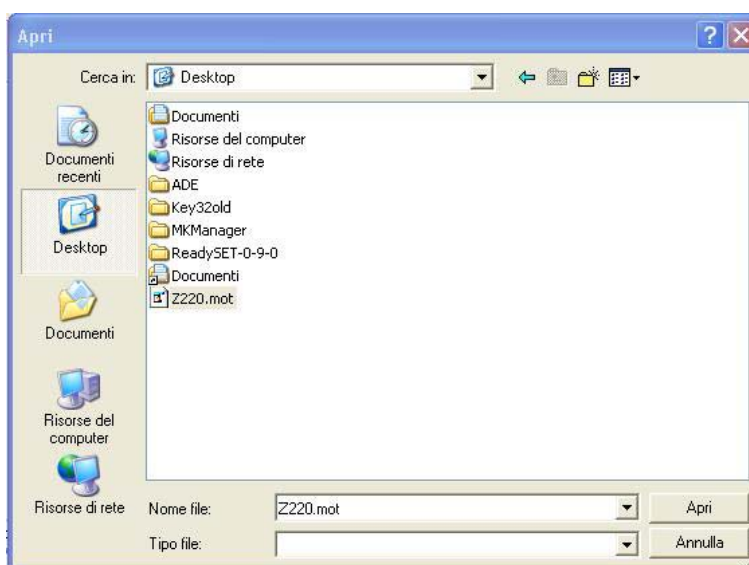 Apri
Cerca in:
Desktop
Documenti
recenti
Desktop
Documenti
Risorse del
computer
Risorse di rete
Documenti
Risorse del computer
Risorse di rete
ADE
Key32old
MKManager
ReadySET-0-9-0
Documenti
Z220.mot
Nome file:
Z220.mot
Apri
Tipo file:
Annulla